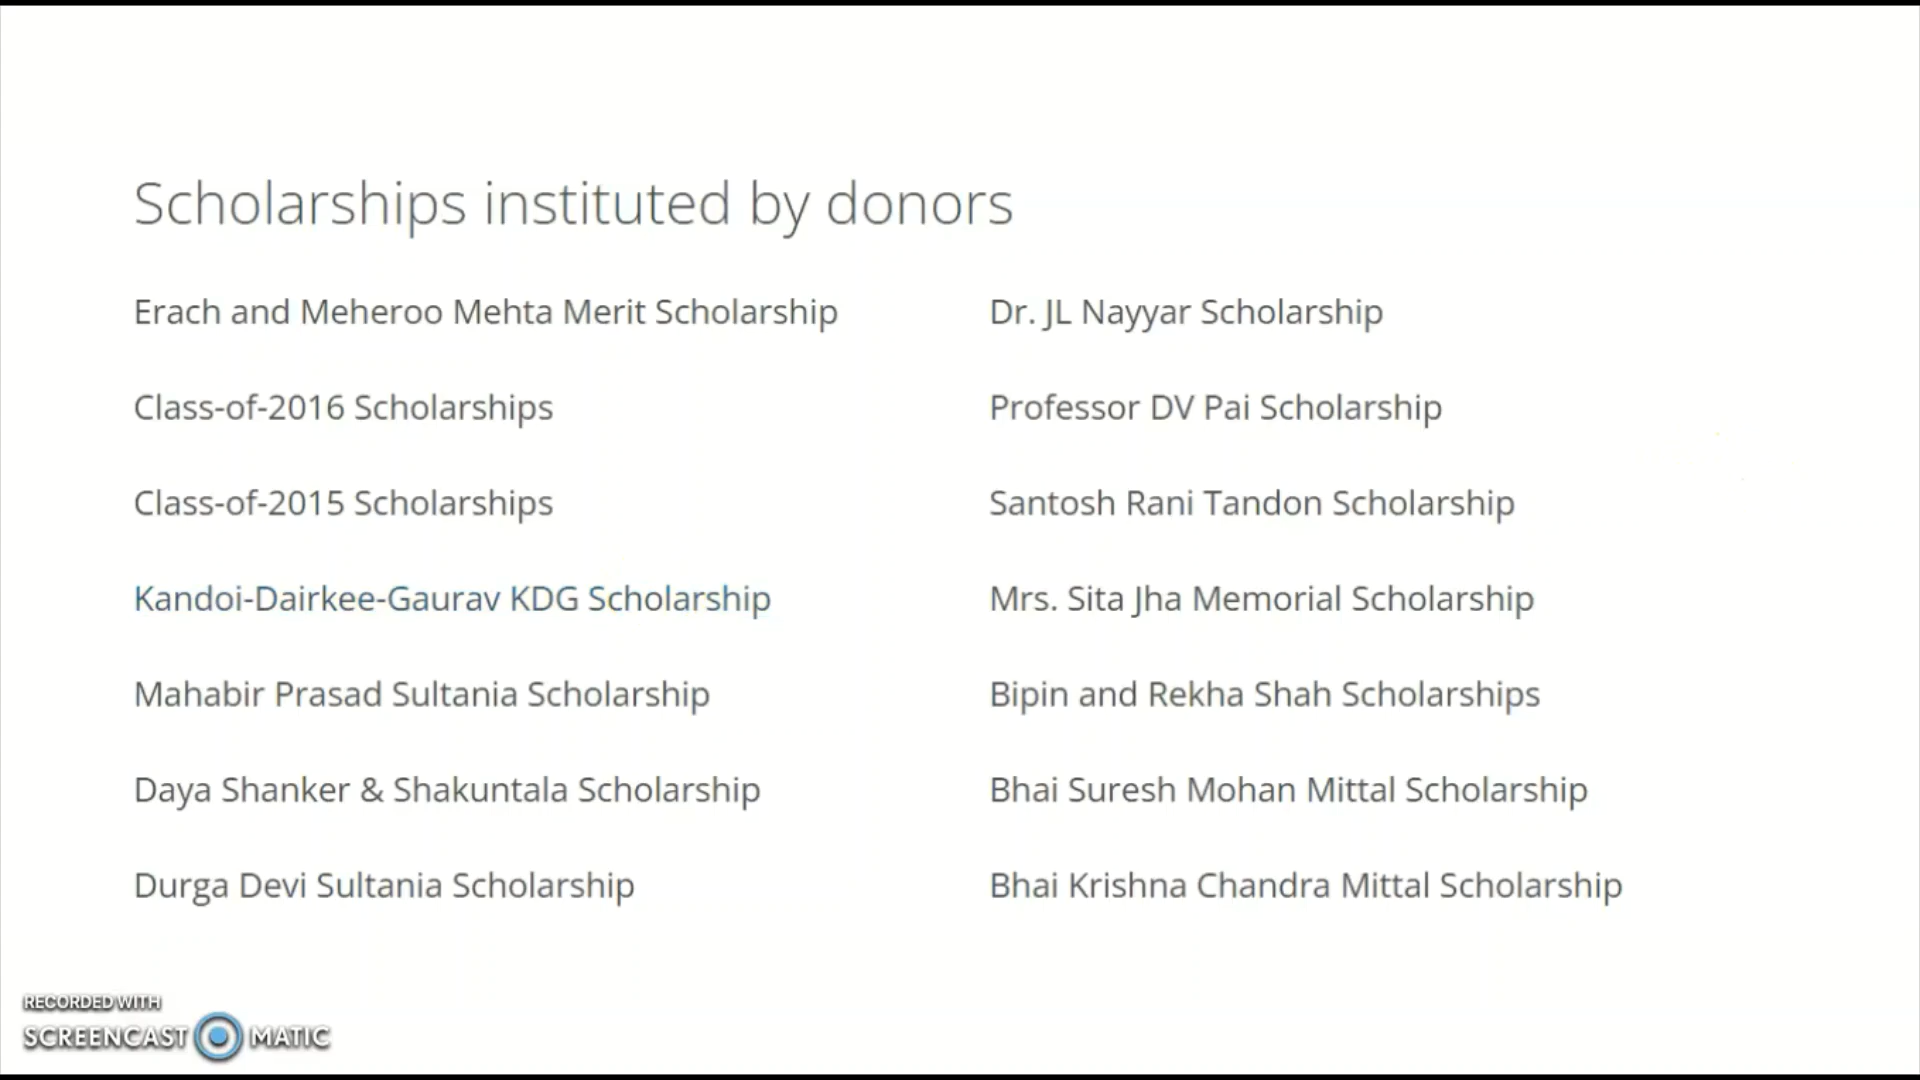 Scholarships instituted by donors
Erach and Meheroo Mehta Merit Scholarship
Class-of-2016 Scholarships
Class-of-2015 Scholarships
Kandoi-Dairkee-Gaurav KDG Scholarship
Mahabir Prasad Sultania Scholarship
Daya Shanker & Shakuntala Scholarship
Durga Devi Sultania Scholarship
Dr. JL Nayyar Scholarship
Professor DV Pai Scholarship
Santosh Rani Tandon Scholarship
Mrs. Sita Jha Memorial Scholarship
Bipin and Rekha Shah Scholarships
Bhai Suresh Mohan Mittal Scholarship
Bhai Krishna Chandra Mittal Scholarship
RECORDED WITH
SCREENCAST MATIC